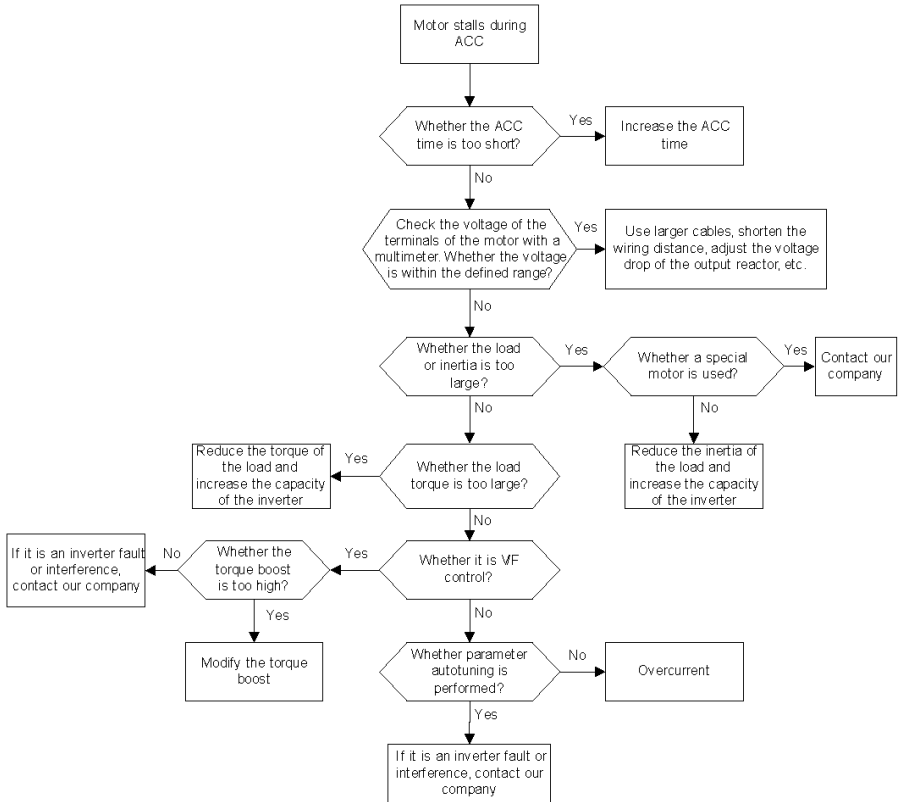 Motor stalls during
ACC
Whether the ACC
time is too short?
Yes
Increase the ACC
time
No
Check the voltage of the
terminals of the motor with a
multimeter. Whether the voltage
is within the defined range?
Yes
Use larger cables, shorten the
wiring distance, adjust the voltage
drop of the output reactor, etc.
No
Whether the load
or inertia is too
large?
Yes
Whether a special
motor is used?
Yes
Contact our
company
No
No
Reduce the torque of
the load and
increase the capacity
of the inverter
Yes
Whether the load
torque is too large?
Reduce the inertia of
the load and
increase the capacity
of the inverter
No
If it is an inverter fault
or interference,
contact our company
No
Whether the
torque boost
is too high?
Yes
Whether it is V/F
control?
Yes
No
Modify the torque
boost
Whether parameter
autotuning is
performed?
No
Overcurrent
Yes
If it is an inverter fault or
interference, contact our
company